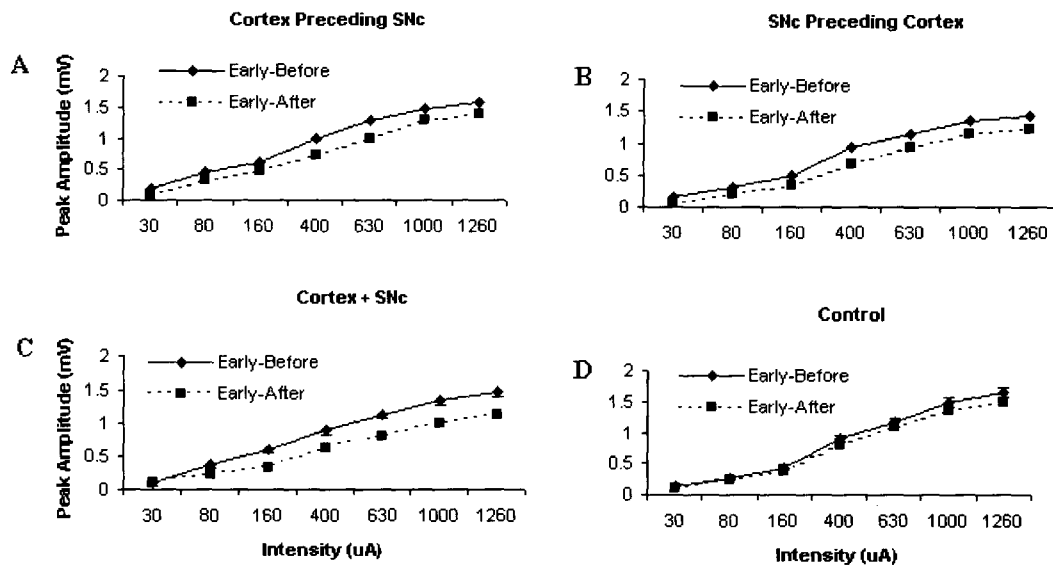 Cortex Preceding SNc
A
Peak Amplitude (mV)
2
1.5
1
0.5
0
Early-Before
Early-After
30 80 160 400 630 1000 1260
SNc Preceding Cortex
B
2
1.5
1
0.5
0
Early-Before
Early-After
30 80 160 400 630 1000 1260
Cortex + SNc
C
Peak Amplitude (mV)
2
1.5
1
0.5
0
Early-Before
Early-After
30 80 160 400 630 1000 1260
Intensity (uA)
Control
D
2
1.5
1
0.5
0
Early-Before
Early-After
30 80 160 400 630 1000 1260
Intensity (uA)